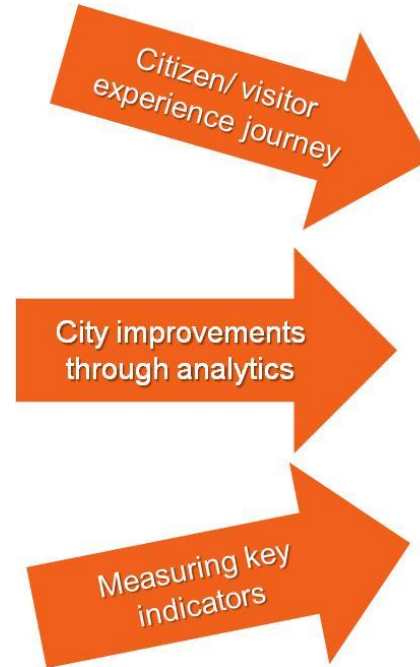 Citizen/ visitor
experience journey
City improvements
through analytics
Measuring key
indicators